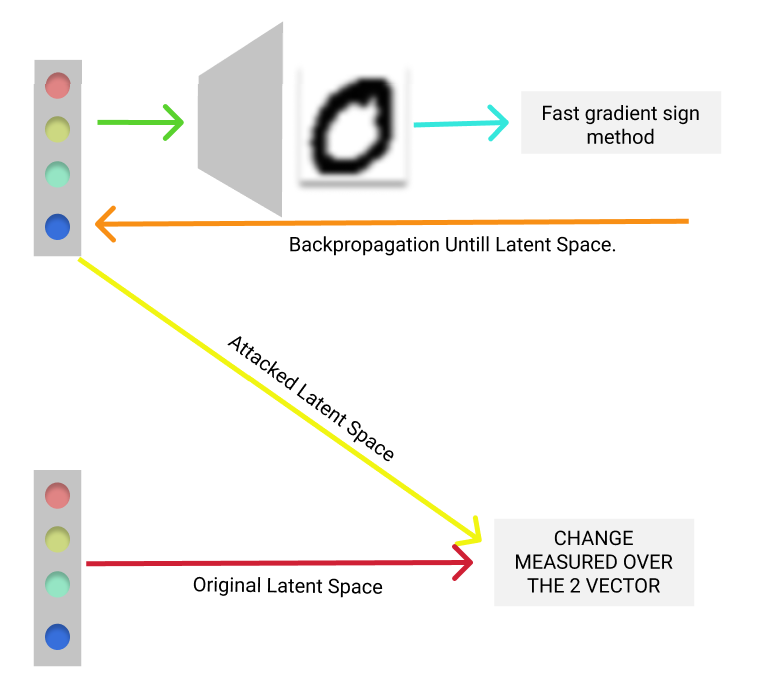 Fast gradient sign
method
Backpropagation Untill Latent Space.
Attacked Latent Space
CHANGE
MEASURED OVER
THE 2 VECTOR
Original Latent Space